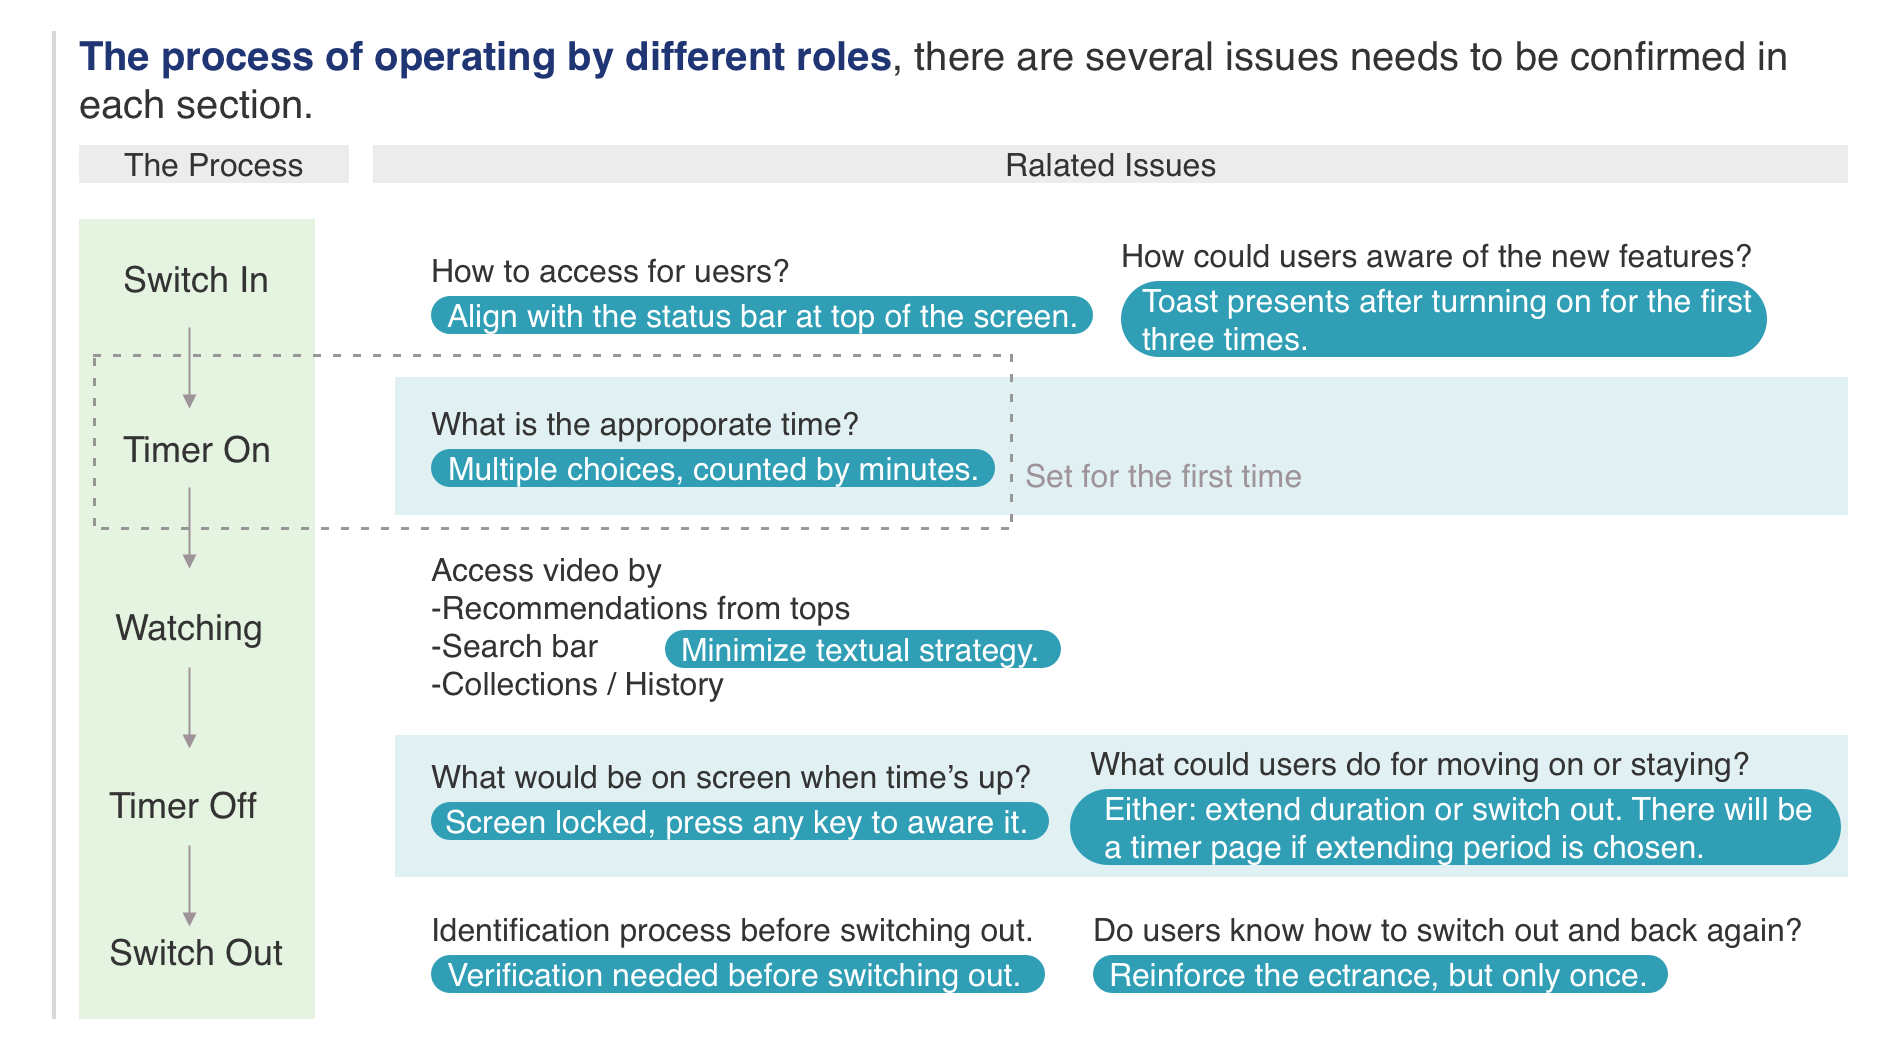 The process of operating by different roles, there are several issues needs to be confirmed in
each section.
The Process
Ralated Issues
Switch In
How to access for uesrs?
Align with the status bar at top of the screen.
How could users aware of the new features?
Toast presents after turnning on for the first
three times.
Timer On
What is the approporate time?
Multiple choices, counted by minutes.
Set for the first time
Watching
Access video by
-Recommendations from tops
-Search bar
Minimize textual strategy.
-Collections / History
Timer Off
What would be on screen when time’s up?
Screen locked, press any key to aware it.
What could users do for moving on or staying?
Either: extend duration or switch out. There will be
a timer page if extending period is chosen.
Switch Out
Identification process before switching out.
Verification needed before switching out.
Do users know how to switch out and back again?
Reinforce the ectrance, but only once.